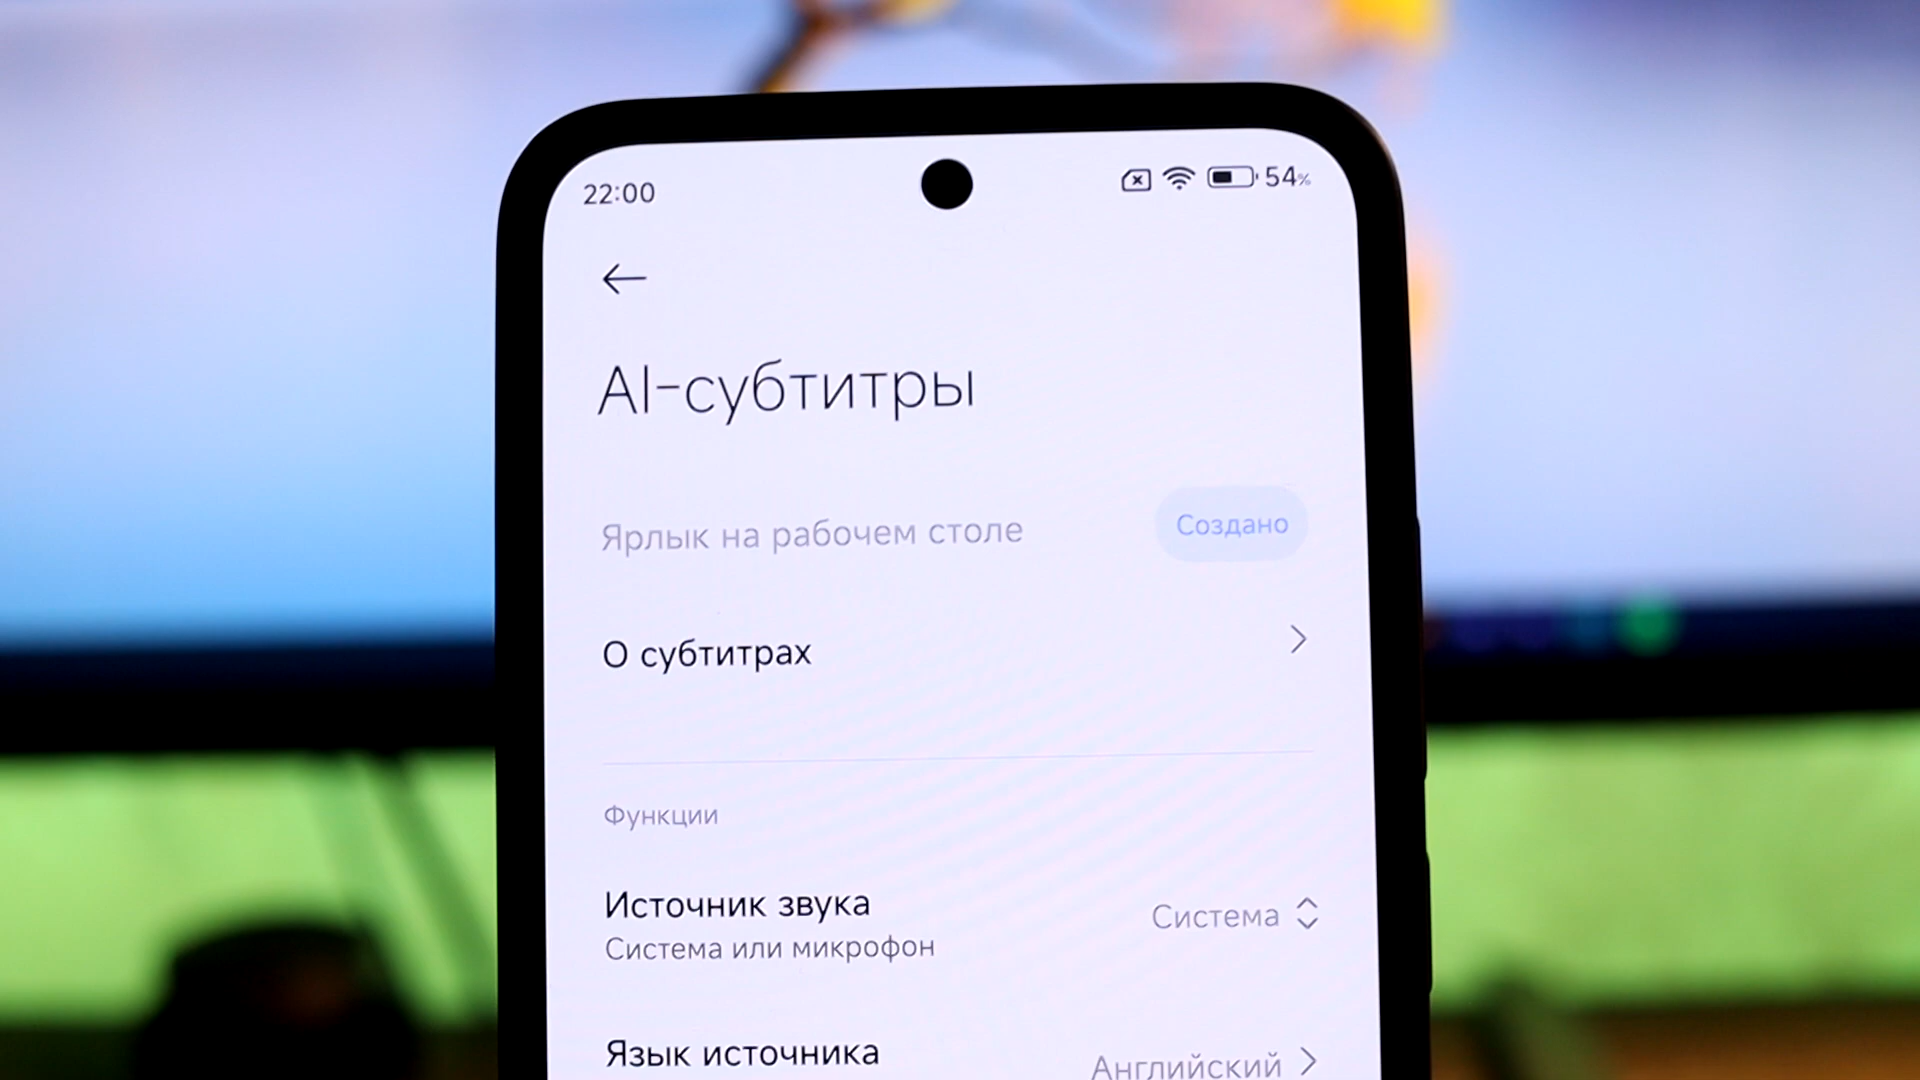 22:00
54%
AI-субтитры
Ярлык на рабочем столе
Создано
О субтитрах
Функции
Источник звука
Система или микрофон
Система
Язык источника
Английский